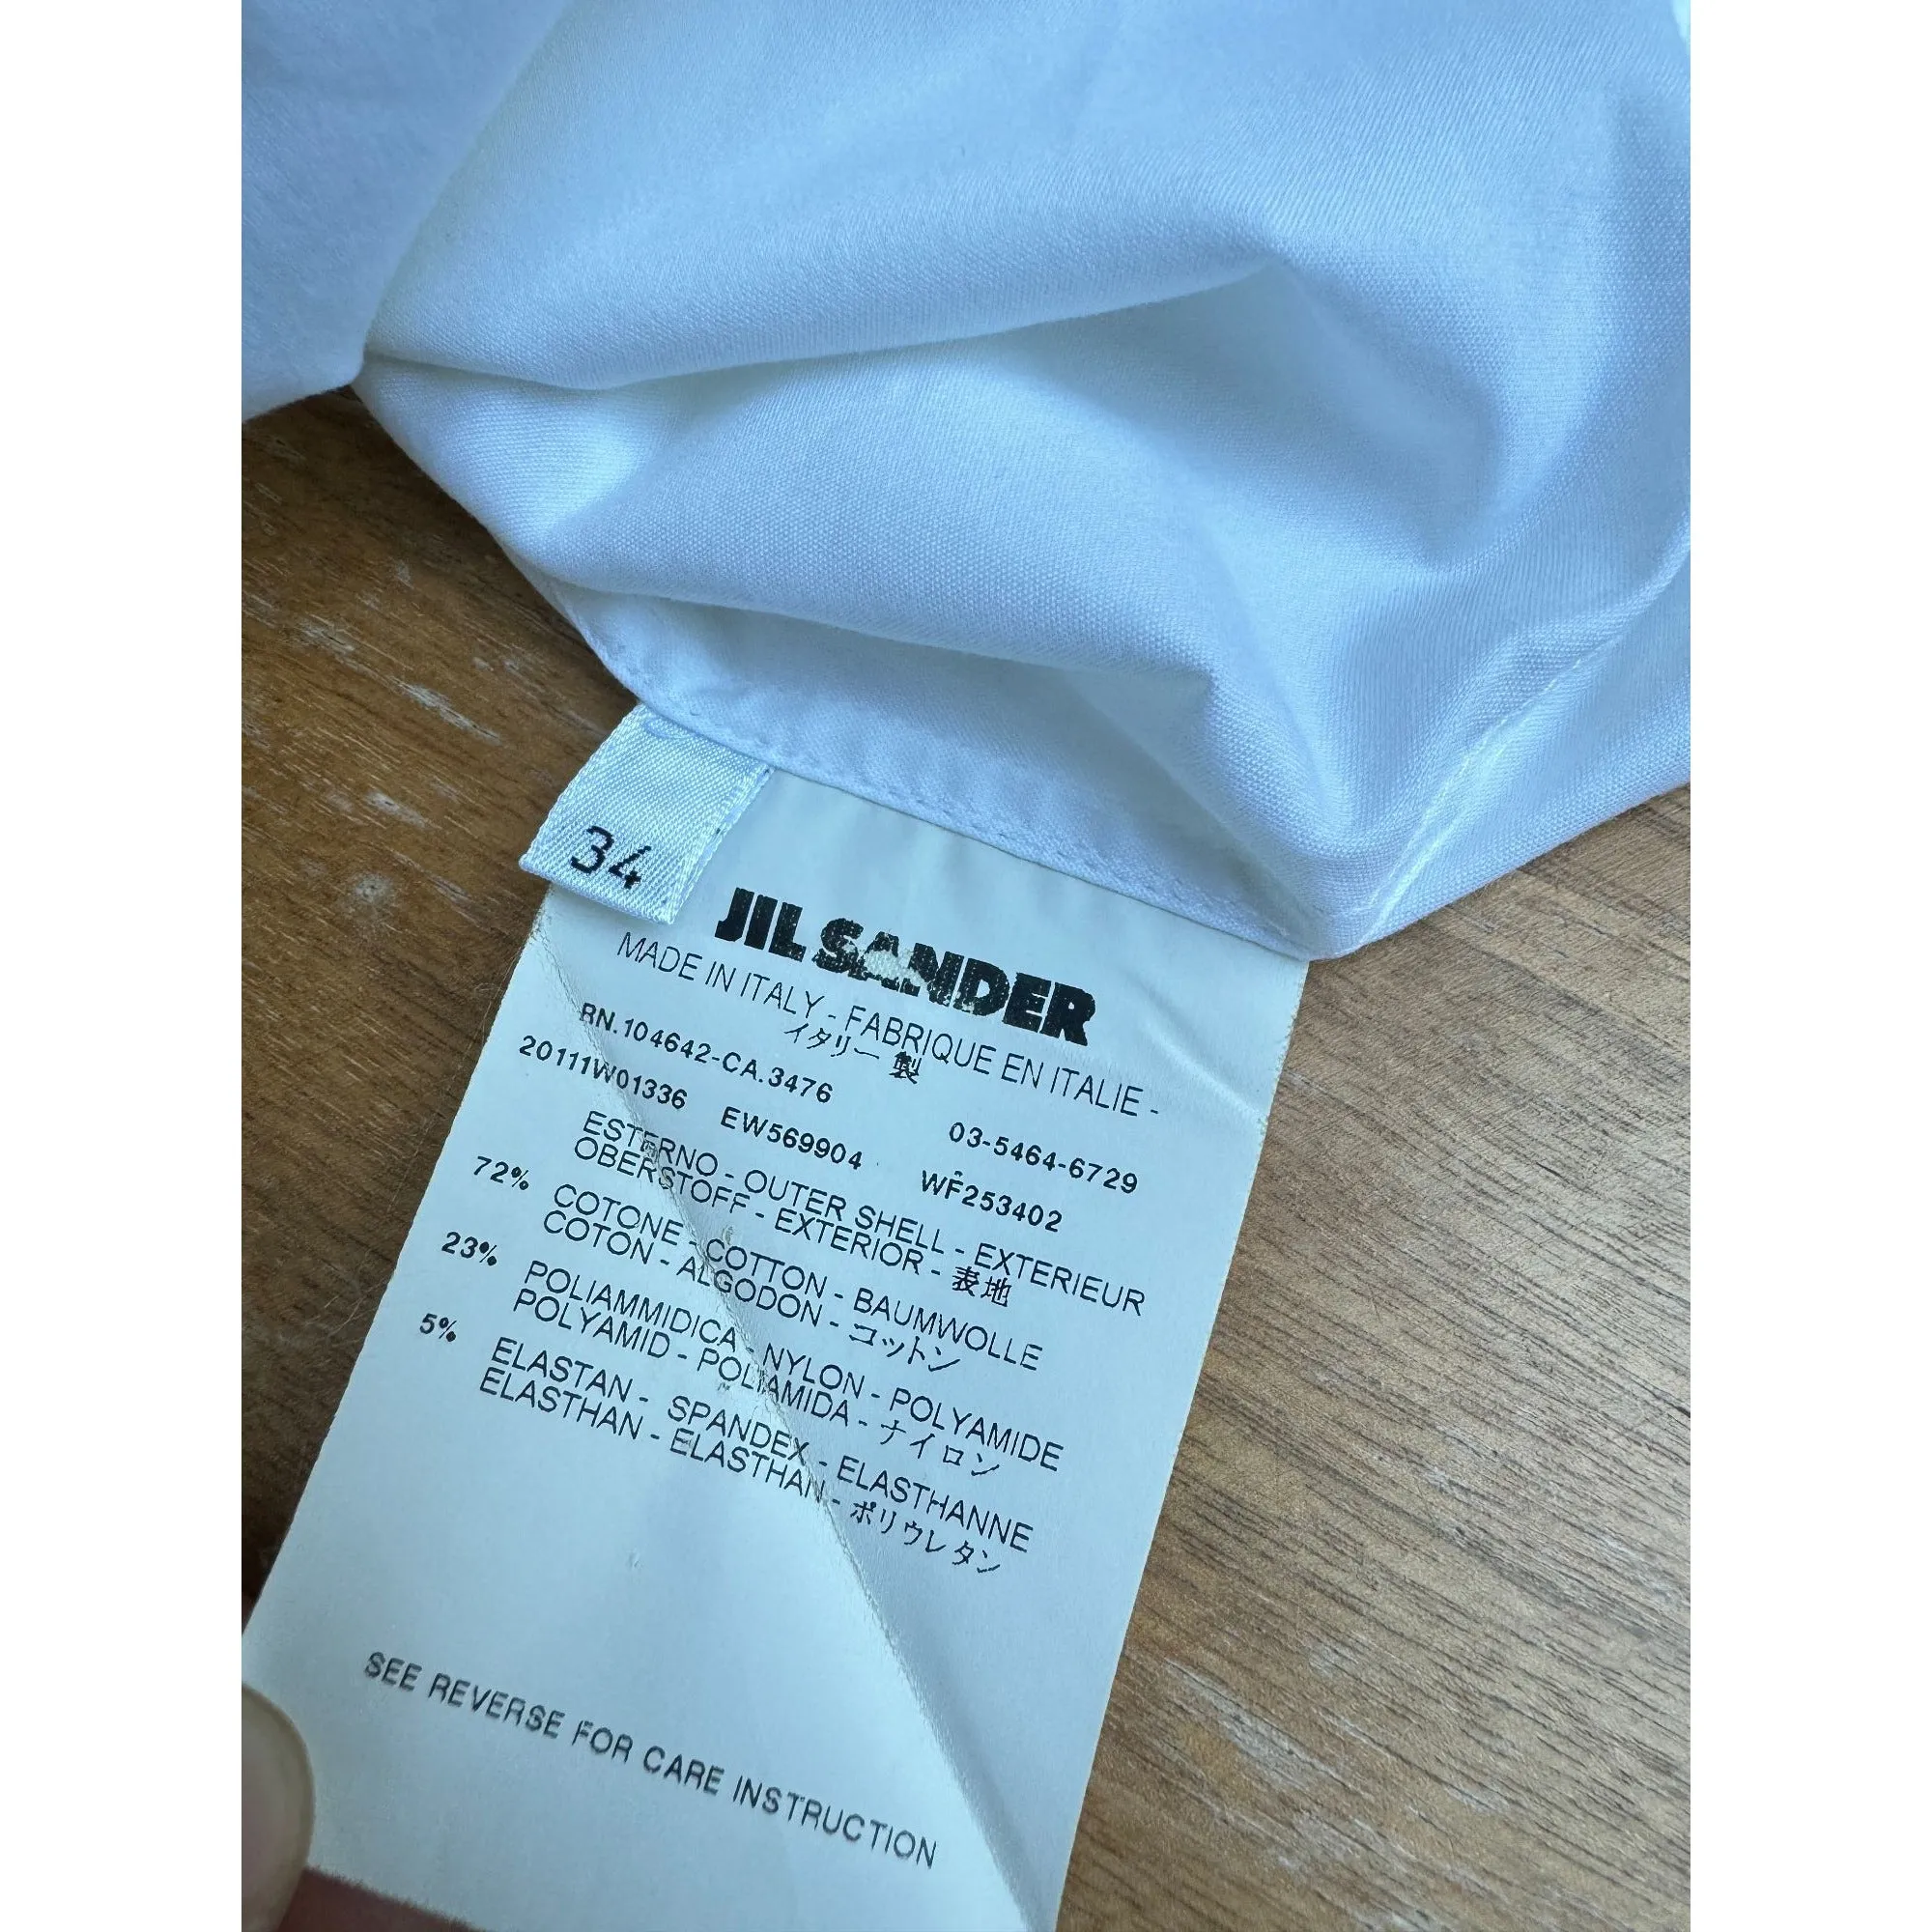 34
JIL SANDER
MADE IN ITALY - FABRIQUE EN ITALIE -
イタリー 製
RN.104642-CA.3476 03-5464-6729
20111W01336 EW569904 WF253402
ESTERNO - OUTER SHELL - EXTERIEUR
OBERSTOFF - EXTERIOR - 表地
72% COTONE - COTTON - BAUMWOLLE
COTON - ALGODON - コットン
23% POLIAMMIDICA NYLON - POLYAMIDE
POLYAMID - POLIAMIDA - ナイロン
5% ELASTAN - SPANDEX - ELASTHANNE
ELASTHAN - ELASTHAN - ポリウレタン
SEE REVERSE FOR CARE INSTRUCTION